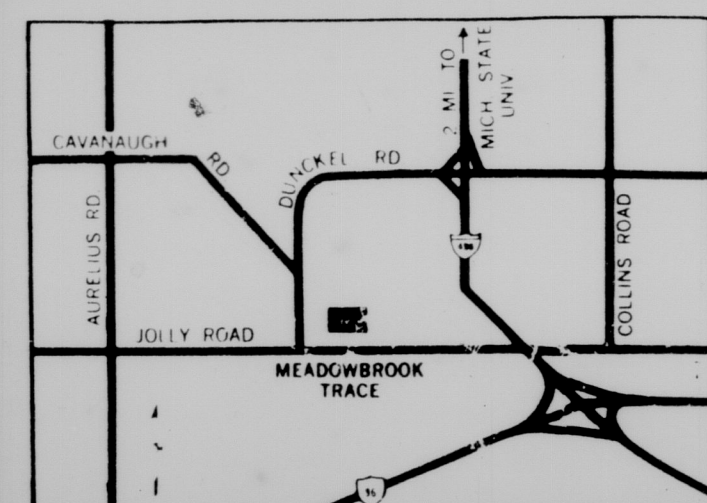 2 MI TO
MICH STATE
UNIV
CAVANAUGH RD
DUNCKEL RD
AURELIUS RD
COLLINS ROAD
496
JOLLY ROAD
MEADOWBROOK
TRACE
96